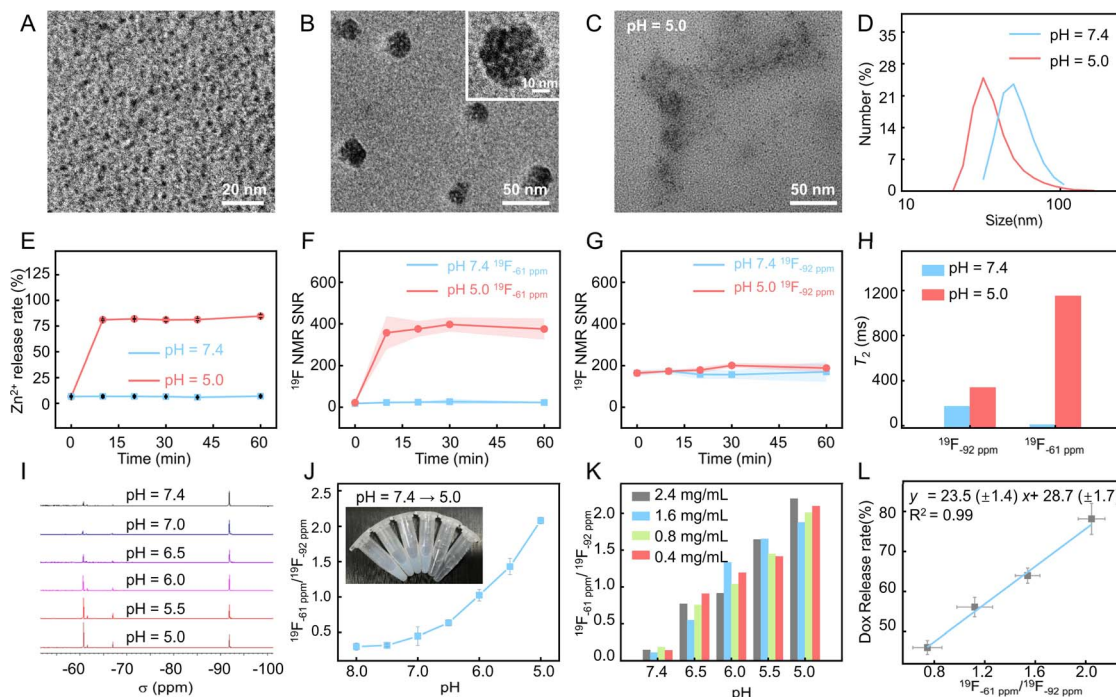 A
20 nm
B
10 nm
50 nm
C
pH = 5.0
50 nm
D
pH = 7.4
pH = 5.0
Number (%)
35
28
21
14
7
0
10
100
Size(nm)
E
Zn²⁺ release rate (%)
125
100
75
50
25
0
pH = 7.4
pH = 5.0
0
15
30
45
60
Time (min)
F
¹⁹F NMR SNR
600
400
200
0
pH 7.4 ¹⁹F₋₆₁ ppm
pH 5.0 ¹⁹F₋₆₁ ppm
0
15
30
45
60
Time (min)
G
¹⁹F NMR SNR
600
400
200
0
pH 7.4 ¹⁹F₋₉₂ ppm
pH 5.0 ¹⁹F₋₉₂ ppm
0
15
30
45
60
Time (min)
H
pH = 7.4
pH = 5.0
T₂ (ms)
1200
800
400
0
¹⁹F₋₉₂ ppm
¹⁹F₋₆₁ ppm
I
pH = 7.4
pH = 7.0
pH = 6.5
pH = 6.0
pH = 5.5
pH = 5.0
-60
-70
-80
-90
-100
σ (ppm)
J
pH = 7.4 → 5.0
¹⁹F₋₆₁ ppm/¹⁹F₋₉₂ ppm
2.5
2.0
1.5
1.0
0.5
0.0
8.0
7.0
6.0
5.0
pH
K
2.4 mg/mL
1.6 mg/mL
0.8 mg/mL
0.4 mg/mL
¹⁹F₋₆₁ ppm/¹⁹F₋₉₂ ppm
2.0
1.5
1.0
0.5
0.0
7.4
6.5
6.0
5.5
5.0
pH
L
y = 23.5 (±1.4) x+ 28.7 (±1.7
R² = 0.99
Dox Release rate(%)
80
70
60
50
0.8
1.2
1.6
2.0
¹⁹F₋₆₁ ppm/¹⁹F₋₉₂ ppm